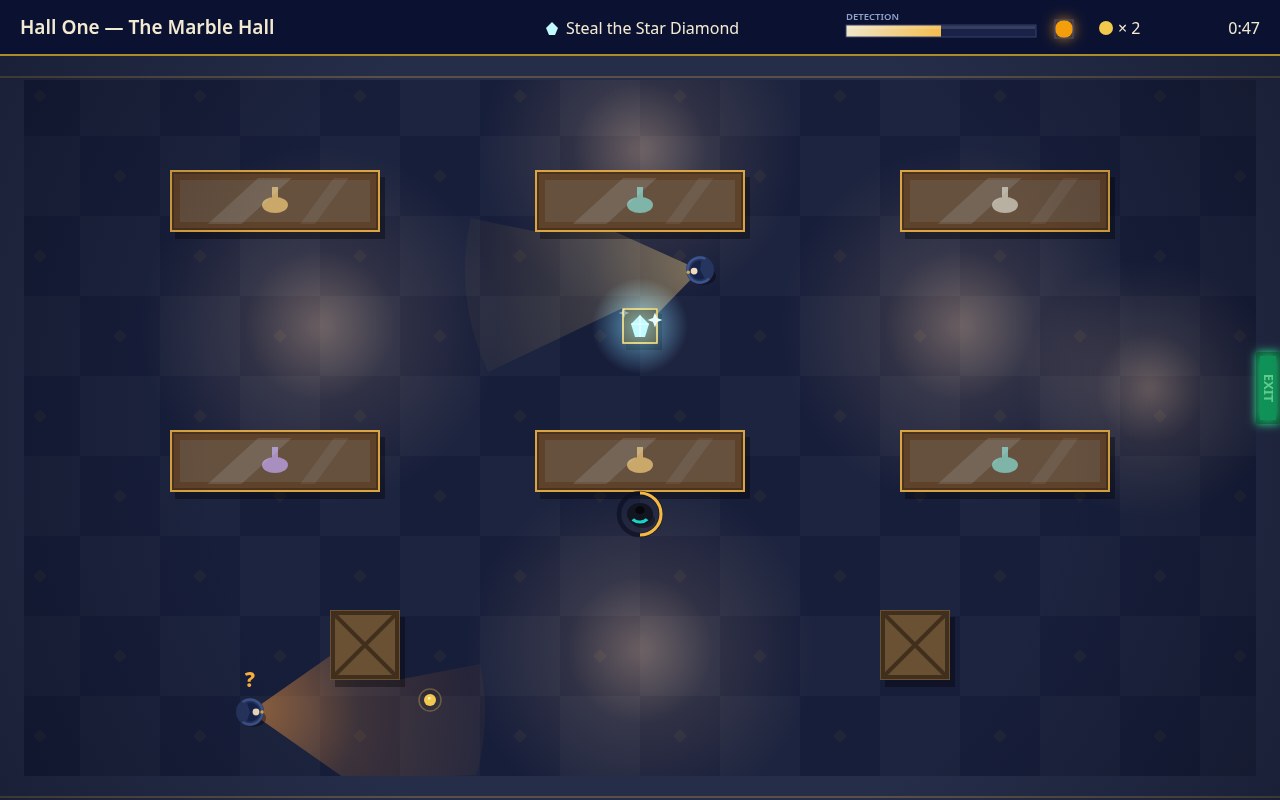 Hall One — The Marble Hall
Steal the Star Diamond
DETECTION
× 2
0:47
EXIT
?